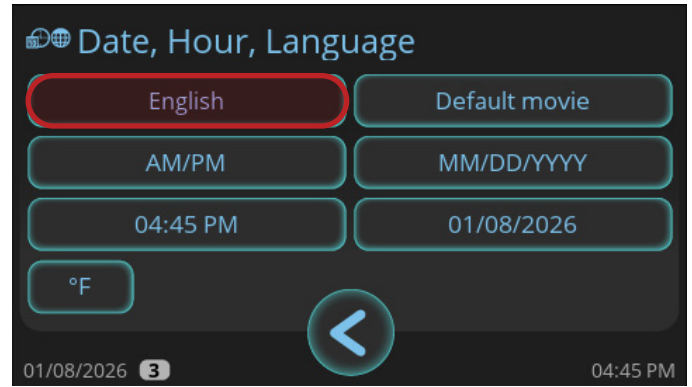 Date, Hour, Language
English
Default movie
AM/PM
MM/DD/YYYY
04:45 PM
01/08/2026
°F
01/08/2026 3
04:45 PM